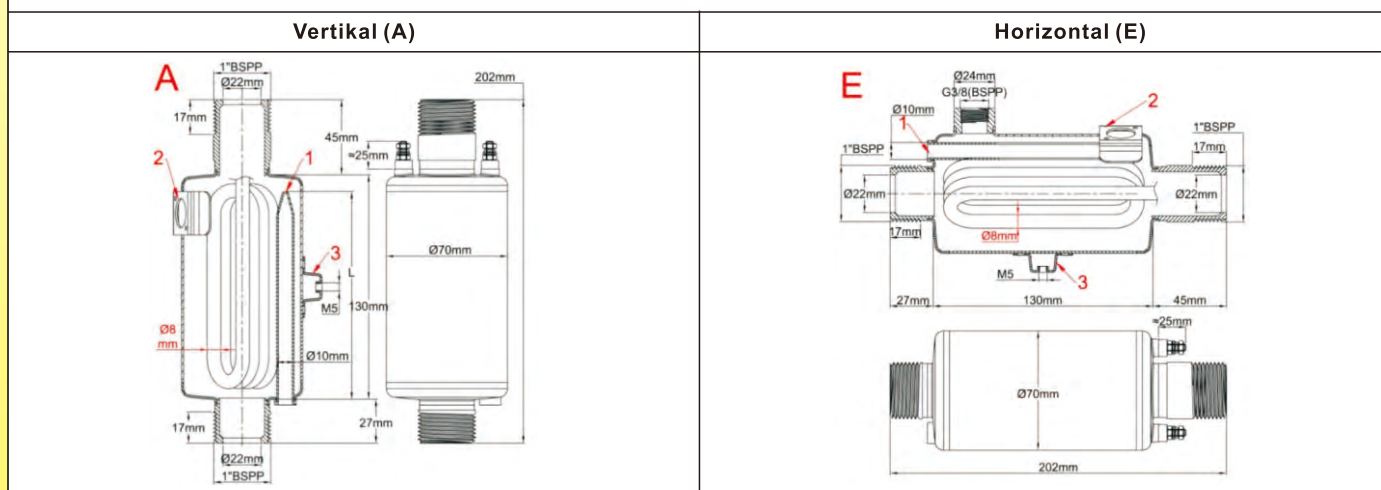 Vertikal (A)
Horizontal (E)
A
1"BSPP
Ø22mm
202mm
17mm
45mm
≈25mm
2
1
Ø70mm
3
L
130mm
M5
Ø8
mm
Ø10mm
27mm
17mm
Ø22mm
1"BSPP
E
Ø24mm
G3/8(BSPP)
Ø10mm
2
1
1"BSPP
1"BSPP
17mm
Ø22mm
Ø22mm
Ø8mm
17mm
M5
3
27mm
130mm
45mm
≈25mm
Ø70mm
202mm